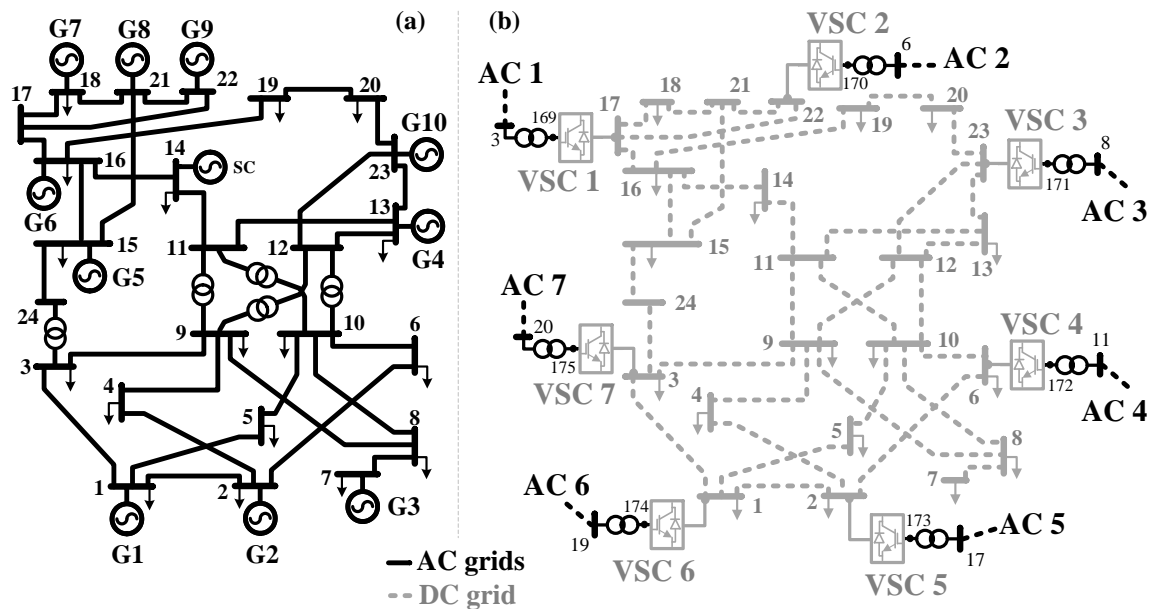 G7 G8 G9 (a)
18 21 22
17
19 20
16 14 SC G10
23
G6
13
15 11 12
G5 G4
24
9 10 6
3
4
5 8
1 2 7
G3
G1 G2
AC grids
DC grid
(b) VSC 2
6
AC 2
170
AC 1
18 21
169 17
3
22 19 20
23 VSC 3
8
VSC 1
16 14
171
AC 3
15
11 12 13
24
AC 7
VSC 4
20
9 10
11
175
3
6 172
VSC 7
4
AC 4
5 8
7
AC 6
1 2
174
173
AC 5
19
17
VSC 6 VSC 5